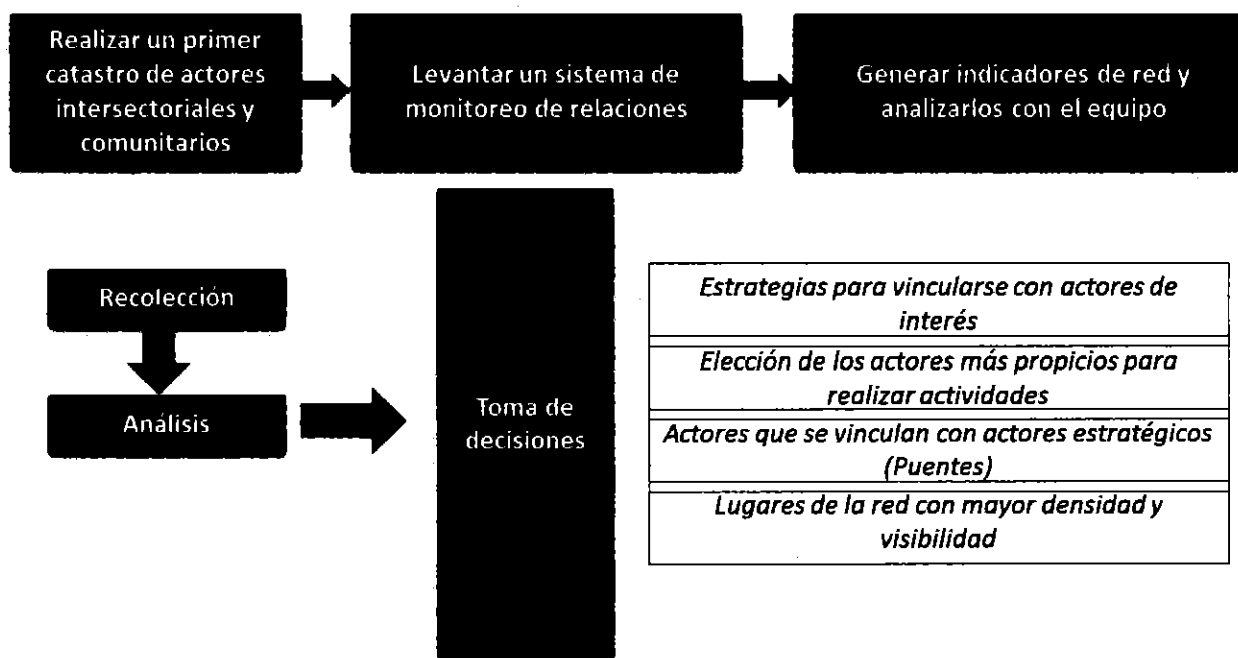 Realizar un primer
catastro de actores
intersectoriales y
comunitarios
Levantar un sistema de
monitoreo de relaciones
Generar indicadores de red y
analizarlos con el equipo
Recolección
Análisis
Toma de
decisiones
Estrategias para vincularse con actores de
interés
Elección de los actores más propicios para
realizar actividades
Actores que se vinculan con actores estratégicos
(Puentes)
Lugares de la red con mayor densidad y
visibilidad